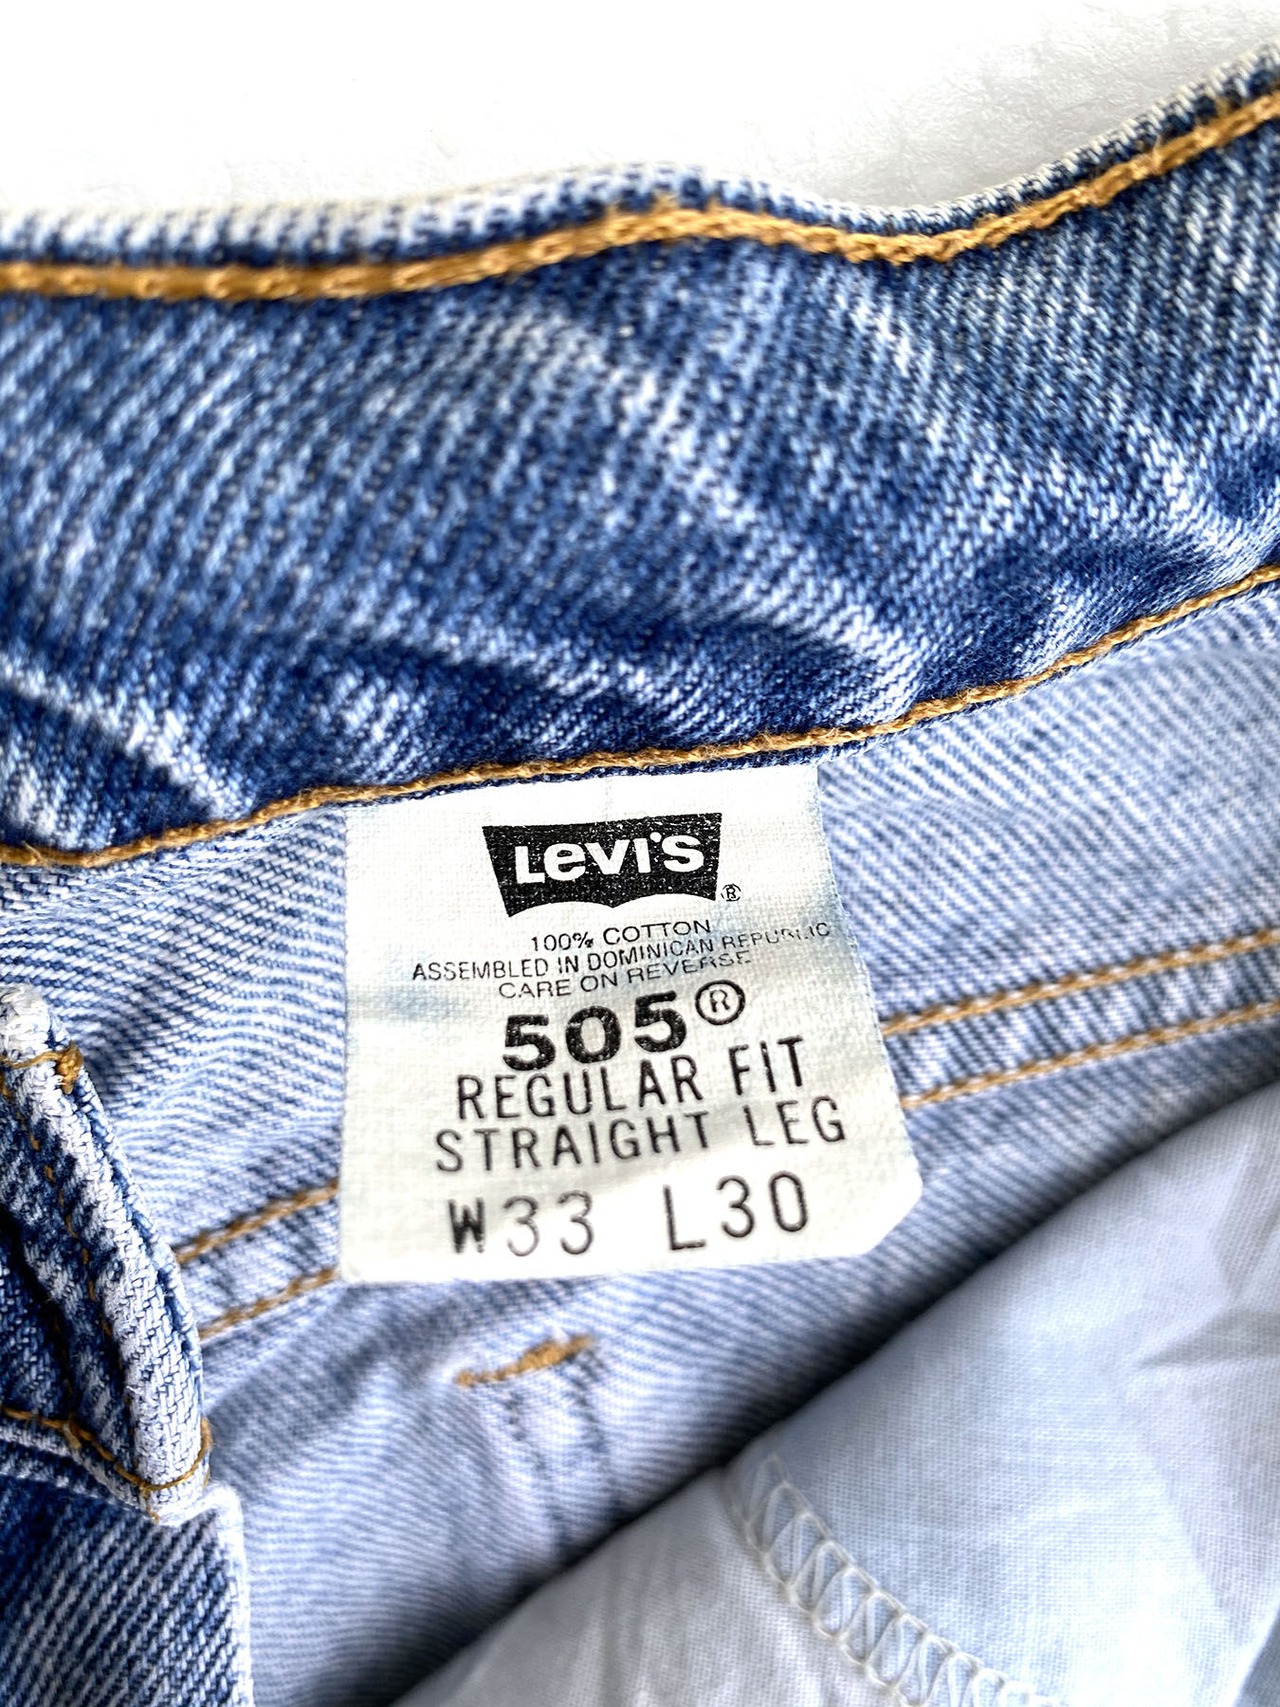 LEVI'S ®
100% COTTON
ASSEMBLED IN DOMINICAN REPUBLIC
CARE ON REVERSE
505®
REGULAR FIT
STRAIGHT LEG
W33 L30